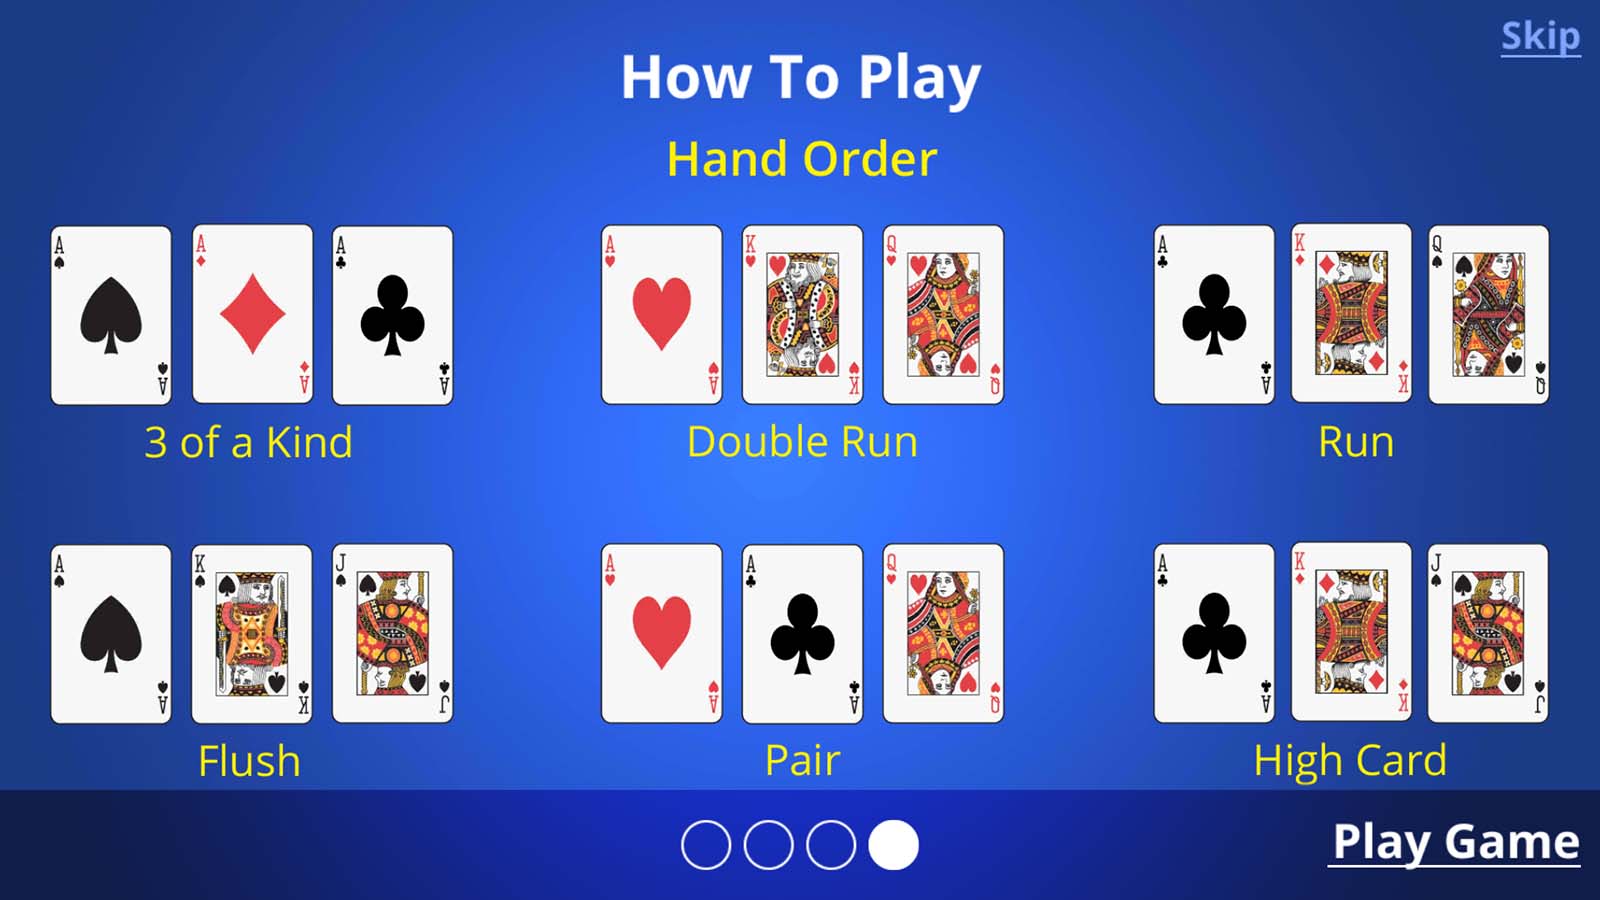 Skip
How To Play
Hand Order
A A A A A A
A A K K Q Q
A A K K Q Q
3 of a Kind
Double Run
Run
A A K K J J
A A A A Q Q
A A K K J J
Flush
Pair
High Card
Play Game